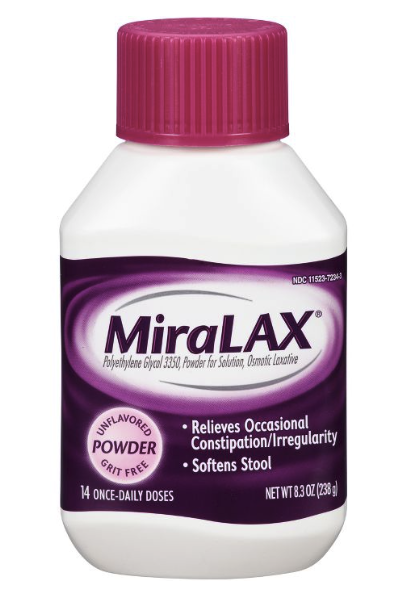 NDC 11523-7234-3
MiraLAX®
Polyethylene Glycol 3350, Powder for Solution, Osmotic Laxative
UNFLAVORED
POWDER
GRIT FREE
• Relieves Occasional
Constipation/Irregularity
• Softens Stool
14 ONCE-DAILY DOSES
NET WT 8.3 OZ (238 g)